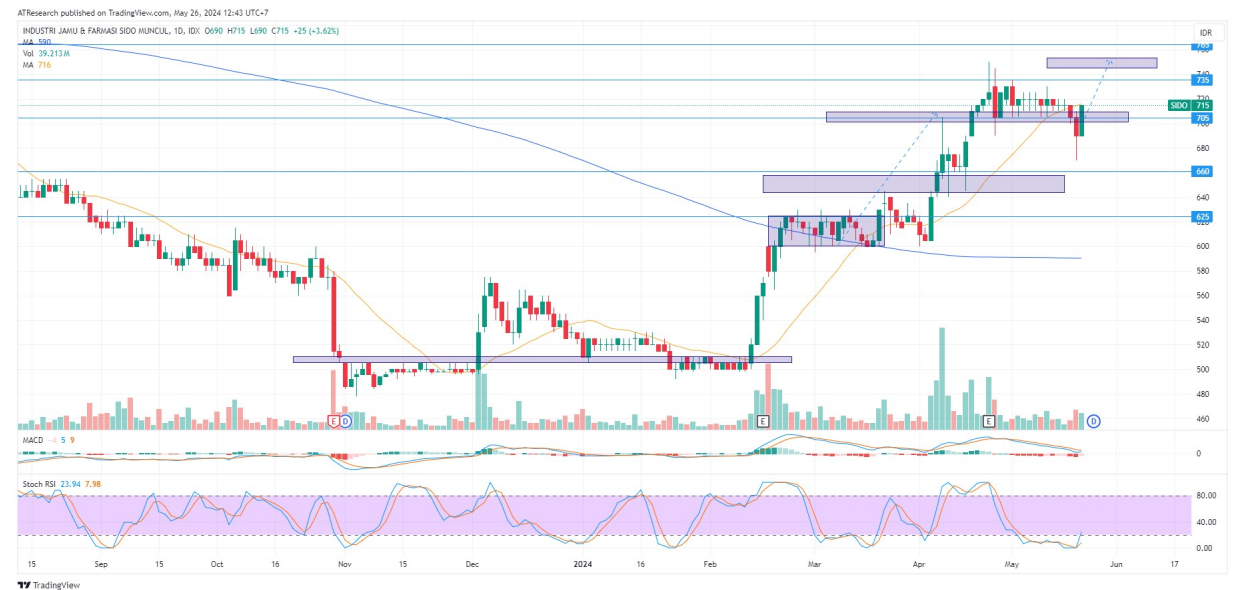 ATResearch published on TradingView.com, May 26, 2024 12:43 UTC+7
INDUSTRI JAMU & FARMASI SIDO MUNCUL, 1D, IDX O690 H715 L690 C715 +25 (+3.62%)
IDR
MA 590
Vol 39.213M
MA 716
765
740
735
720
SIDO 715
705
700
680
660
640
625
620
600
580
560
540
520
500
480
460
E D E E D
MACD -4 5 9
0
Stoch RSI 23.94 7.98
80.00
40.00
0.00
15 Sep 15 Oct 16 Nov 15 Dec 2024 16 Feb Mar Apr May Jun 17
TradingView